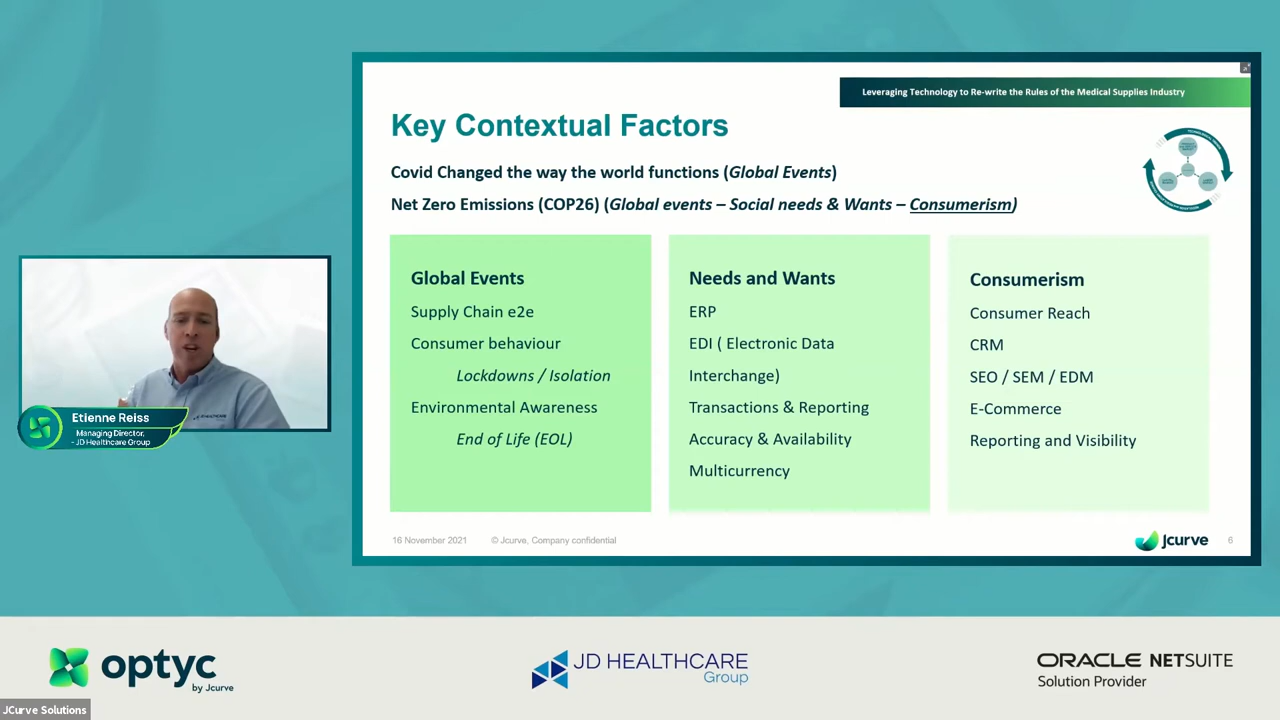 Leveraging Technology to Re-write the Rules of the Medical Supplies Industry
Key Contextual Factors
Covid Changed the way the world functions (Global Events)
Net Zero Emissions (COP26) (Global events – Social needs & Wants – Consumerism)
Global Events
Supply Chain e2e
Consumer behaviour
Lockdowns / Isolation
Environmental Awareness
End of Life (EOL)
Needs and Wants
ERP
EDI ( Electronic Data
Interchange)
Transactions & Reporting
Accuracy & Availability
Multicurrency
Consumerism
Consumer Reach
CRM
SEO / SEM / EDM
E-Commerce
Reporting and Visibility
16 November 2021
© Jcurve, Company confidential
Jcurve
6
Etienne Reiss
Managing Director,
- JD Healthcare Group
optyc
by Jcurve
JD HEALTHCARE
Group
ORACLE NETSUITE
Solution Provider
JCurve Solutions